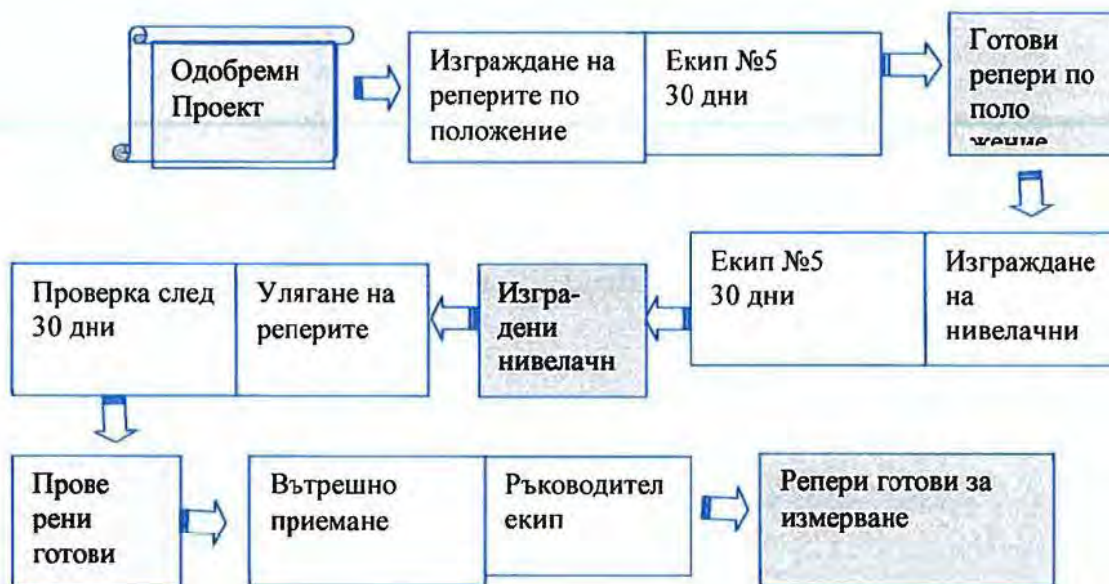 Одобремн
Проект
Изграждане на
реперите по
положение
Екип №5
30 дни
Готови
репери по
поло
жение
Проверка след
30 дни
Улягане на
реперите
Изгра-
дени
нивелачн
Екип №5
30 дни
Изграждане
на
нивелачни
Прове
рени
готови
Вътрешно
приемане
Ръководител
екип
Репери готови за
измерване